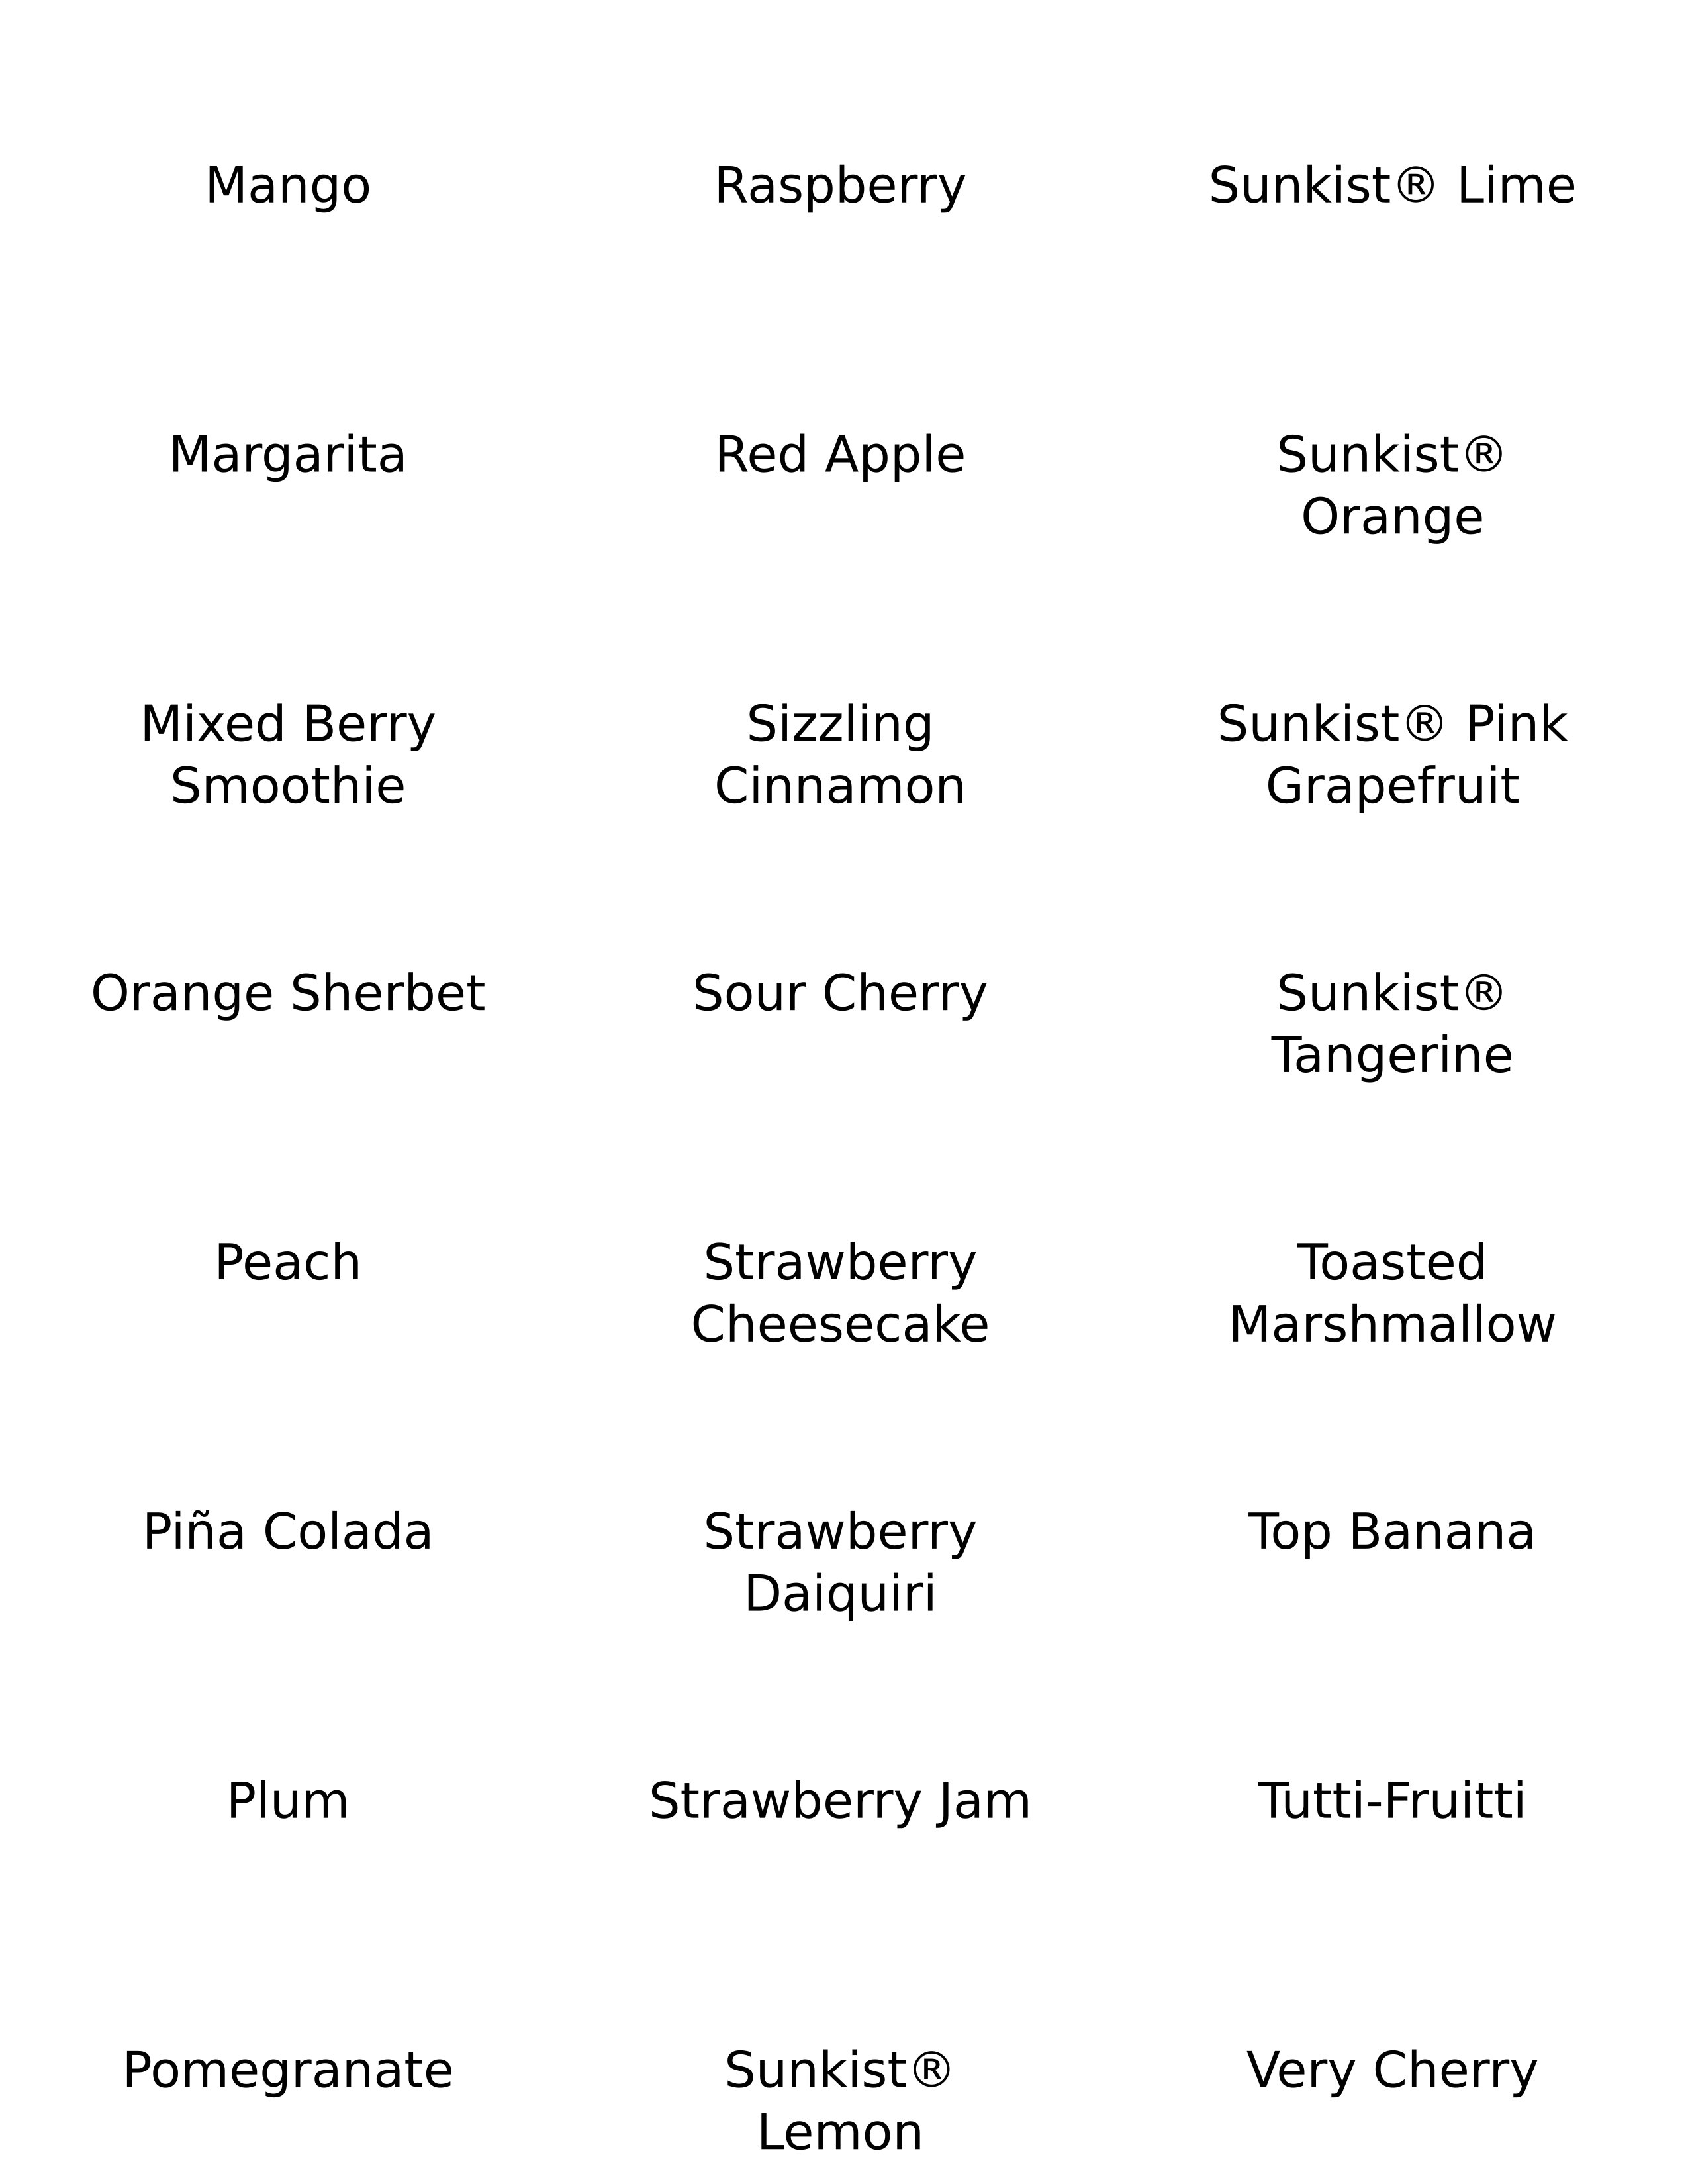 Mango
Raspberry
Sunkist® Lime
Margarita
Red Apple
Sunkist®
Orange
Mixed Berry
Smoothie
Sizzling
Cinnamon
Sunkist® Pink
Grapefruit
Orange Sherbet
Sour Cherry
Sunkist®
Tangerine
Peach
Strawberry
Cheesecake
Toasted
Marshmallow
Piña Colada
Strawberry
Daiquiri
Top Banana
Plum
Strawberry Jam
Tutti-Fruitti
Pomegranate
Sunkist®
Lemon
Very Cherry